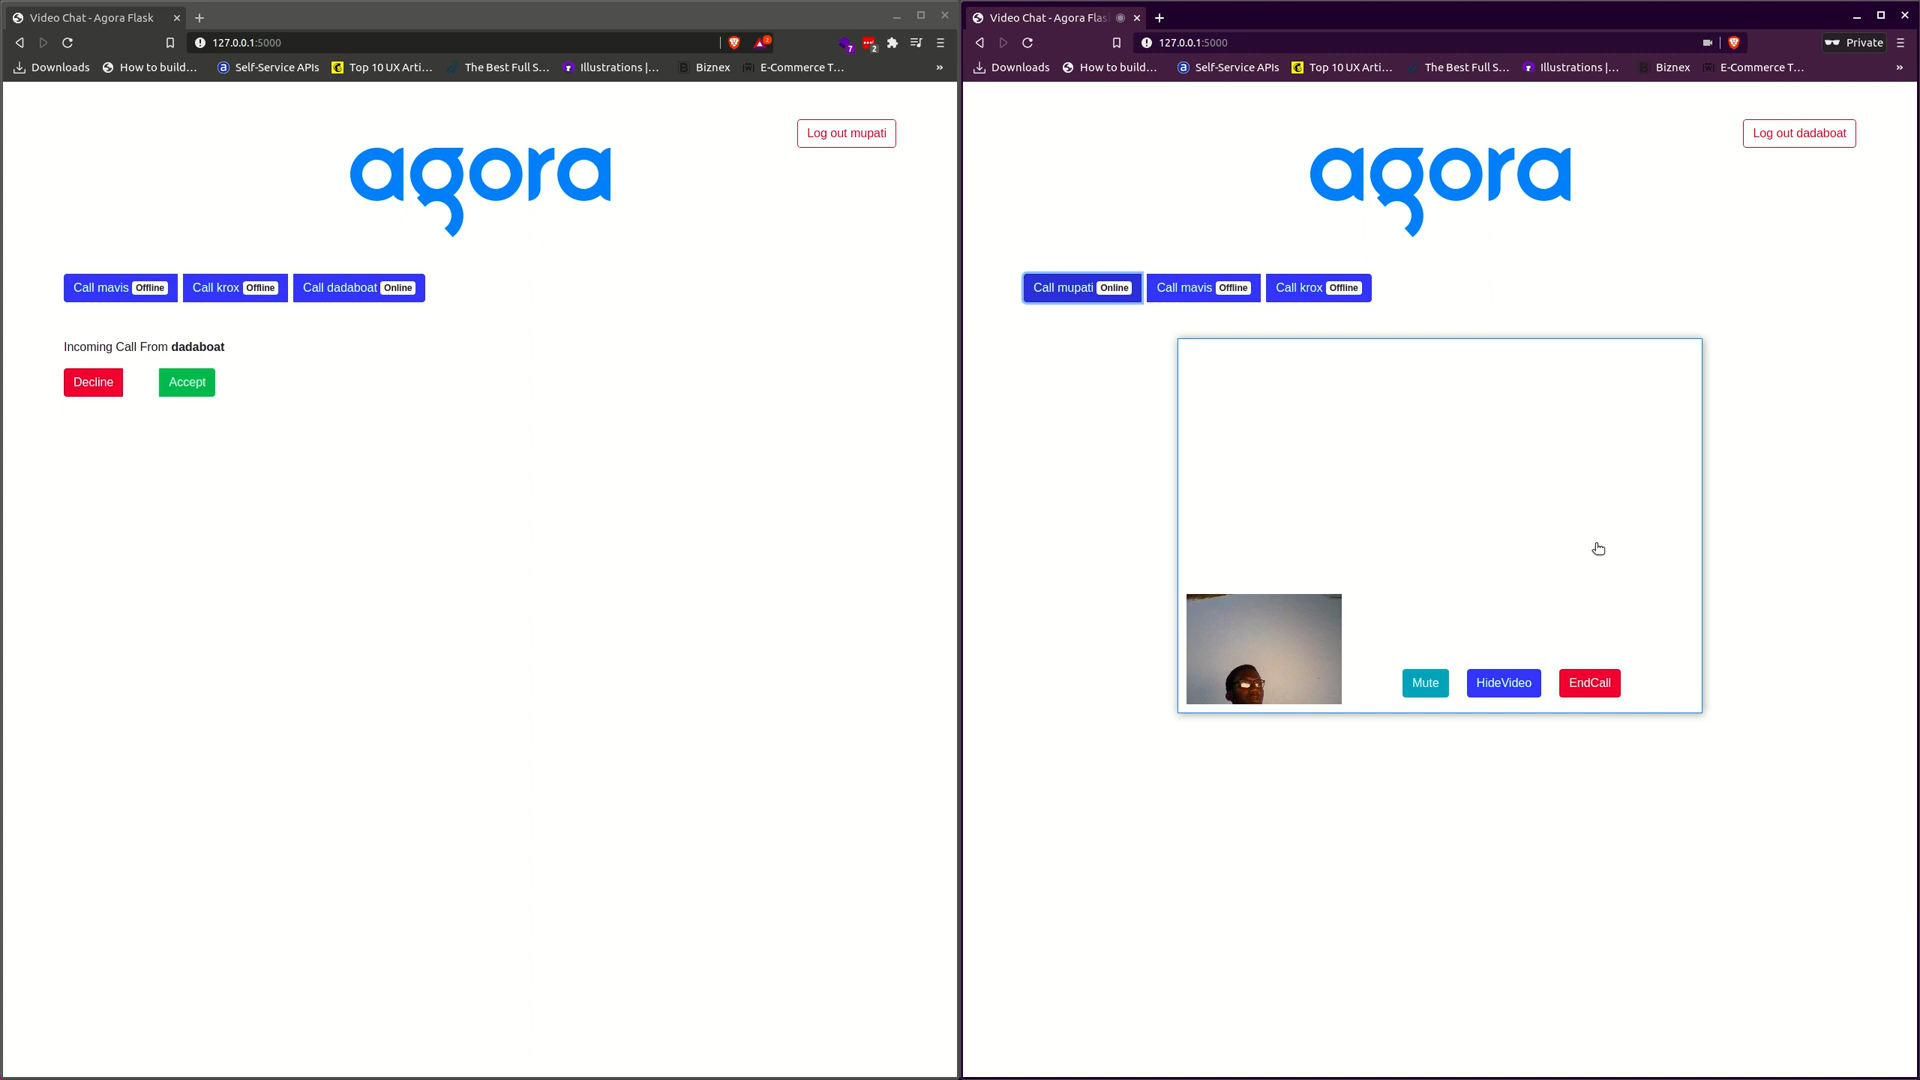 Video Chat - Agora Flask
127.0.0.1:5000
7
2
2
Downloads How to build... Self-Service APIs Top 10 UX Arti... The Best Full S... Illustrations |... Biznex E-Commerce T... »
Log out mupati
agora
Call mavis Offline Call krox Offline Call dadaboat Online
Incoming Call From dadaboat
Decline Accept
Video Chat - Agora Flas
127.0.0.1:5000 Private
Downloads How to build... Self-Service APIs Top 10 UX Arti... The Best Full S... Illustrations |... Biznex E-Commerce T... »
Log out dadaboat
agora
Call mupati Online Call mavis Offline Call krox Offline
Mute HideVideo EndCall